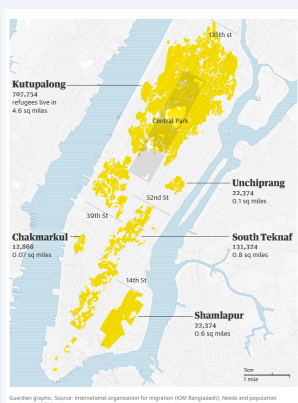 135th st
Kutupalong
797,754
refugees live in
4.6 sq miles
Central Park
Unchiprang
22,374
0.1 sq miles
52nd St
39th st
Chakmarkul
12,868
0.07 sq miles
South Teknaf
131,324
0.8 sq miles
14th St
Shamlapur
22,374
0.6 sq miles
1km
1 mile
Guardian graphic. Source: International organization for migration (IOM Bangladesh), Needs and population